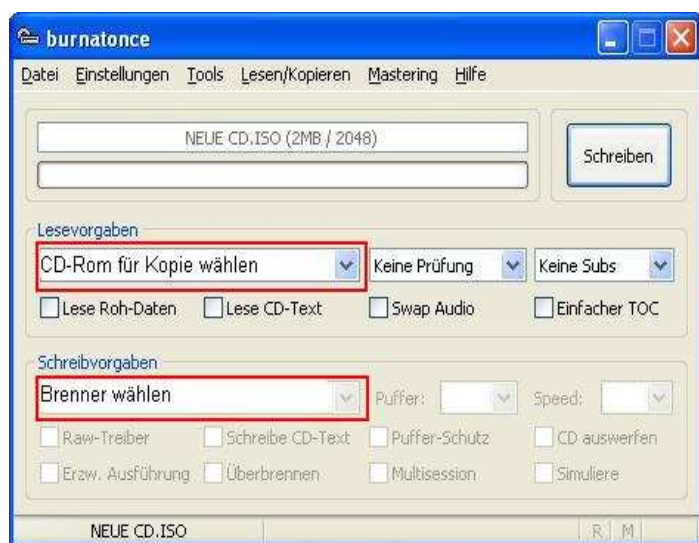 burnatonce
Datei Einstellungen Tools Lesen/Kopieren Mastering Hilfe
NEUE CD.ISO (2MB / 2048)
Schreiben
Lesevorgaben
CD-Rom für Kopie wählen Keine Prüfung Keine Subs
Lese Roh-Daten Lese CD-Text Swap Audio Einfacher TOC
Schreibvorgaben
Brenner wählen Puffer: Speed:
Raw-Treiber Schreibe CD-Text Puffer-Schutz CD auswerfen
Erzw. Ausführung Überbrennen Multisession Simuliere
NEUE CD.ISO R M